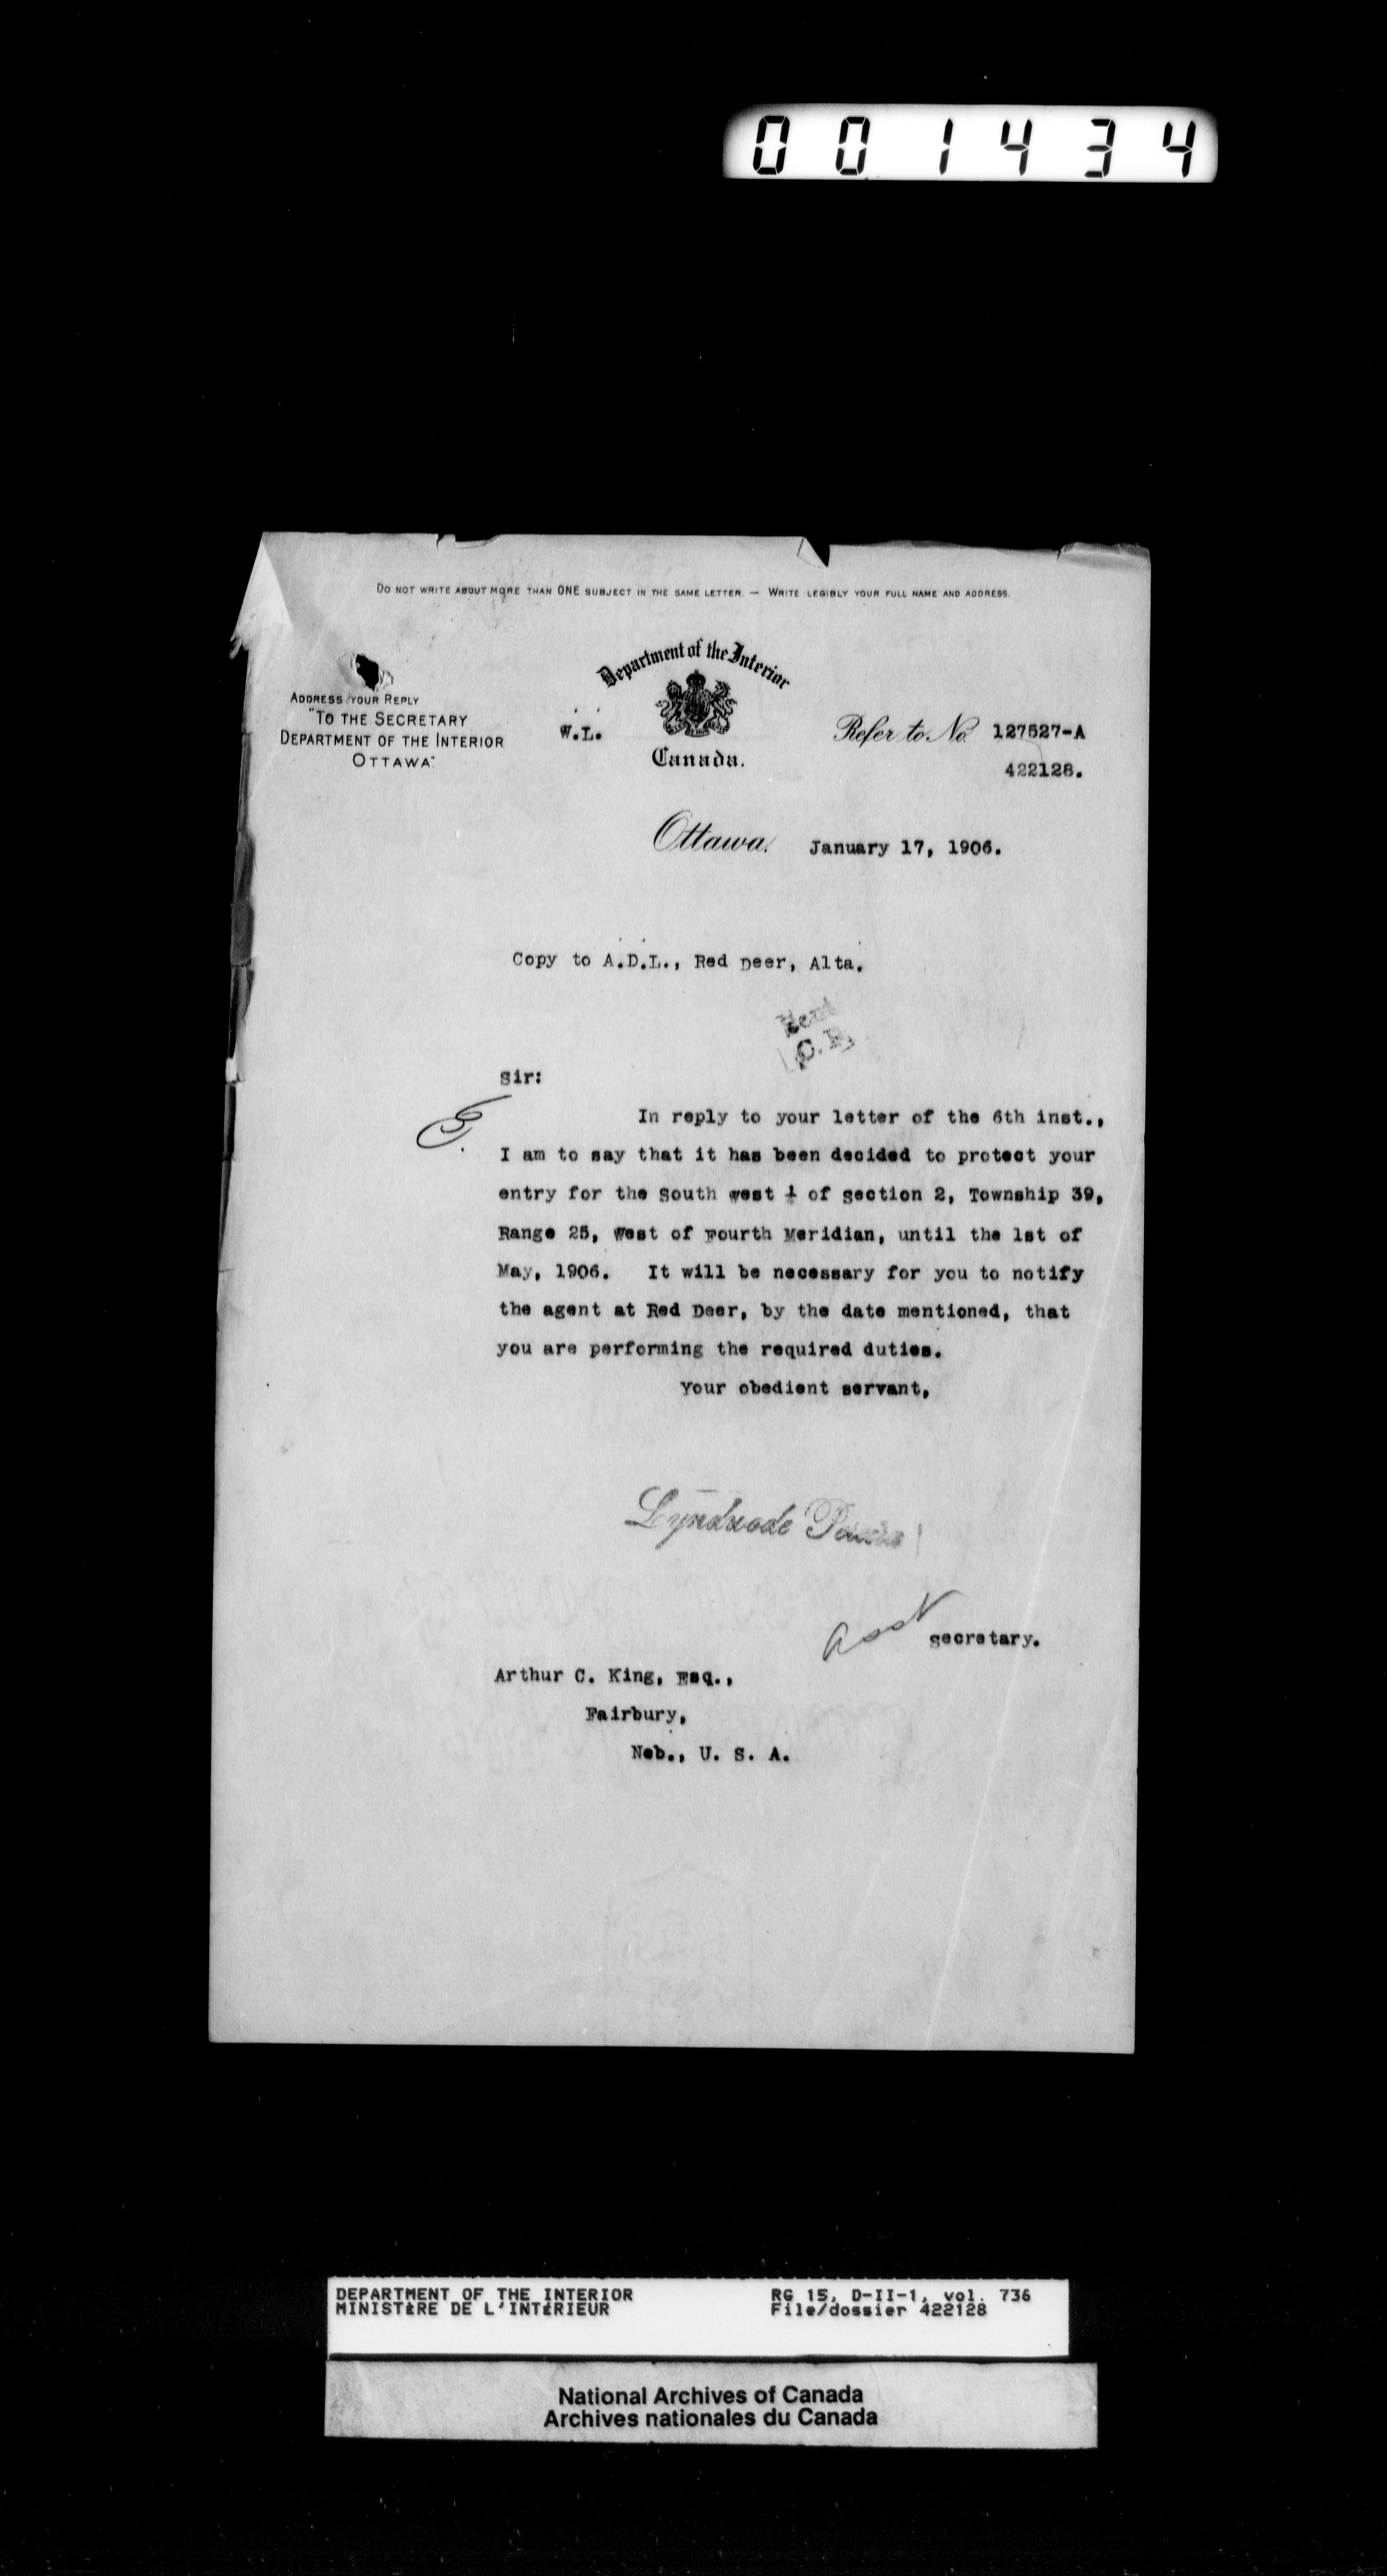 001434
DO NOT WRITE ABOUT MORE THAN ONE SUBJECT IN THE SAME LETTER. — WRITE LEGIBLY YOUR FULL NAME AND ADDRESS.
Department of the Interior
ADDRESS YOUR REPLY
"TO THE SECRETARY
DEPARTMENT OF THE INTERIOR
OTTAWA."
W.L.
Canada.
Refer to No. 127527-A
422128.
Ottawa, January 17, 1906.
Copy to A.D.L., Red Deer, Alta.
Sir:
In reply to your letter of the 6th inst.,
I am to say that it has been decided to protect your
entry for the South west ¼ of Section 2, Township 39,
Range 25, West of Fourth Meridian, until the 1st of
May, 1906. It will be necessary for you to notify
the agent at Red Deer, by the date mentioned, that
you are performing the required duties.
Your obedient servant,
Lyndwode Pereira
Asst Secretary.
Arthur C. King, Esq.,
Fairbury,
Neb., U. S. A.
DEPARTMENT OF THE INTERIOR RG 15, D-II-1, vol. 736
MINISTÈRE DE L'INTÉRIEUR File/dossier 422128
National Archives of Canada
Archives nationales du Canada